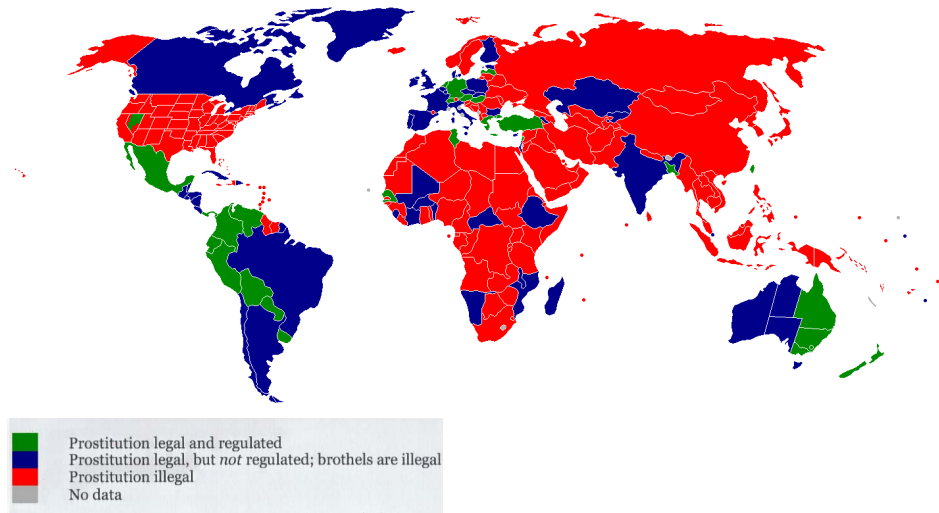 Prostitution legal and regulated
Prostitution legal, but not regulated; brothels are illegal
Prostitution illegal
No data